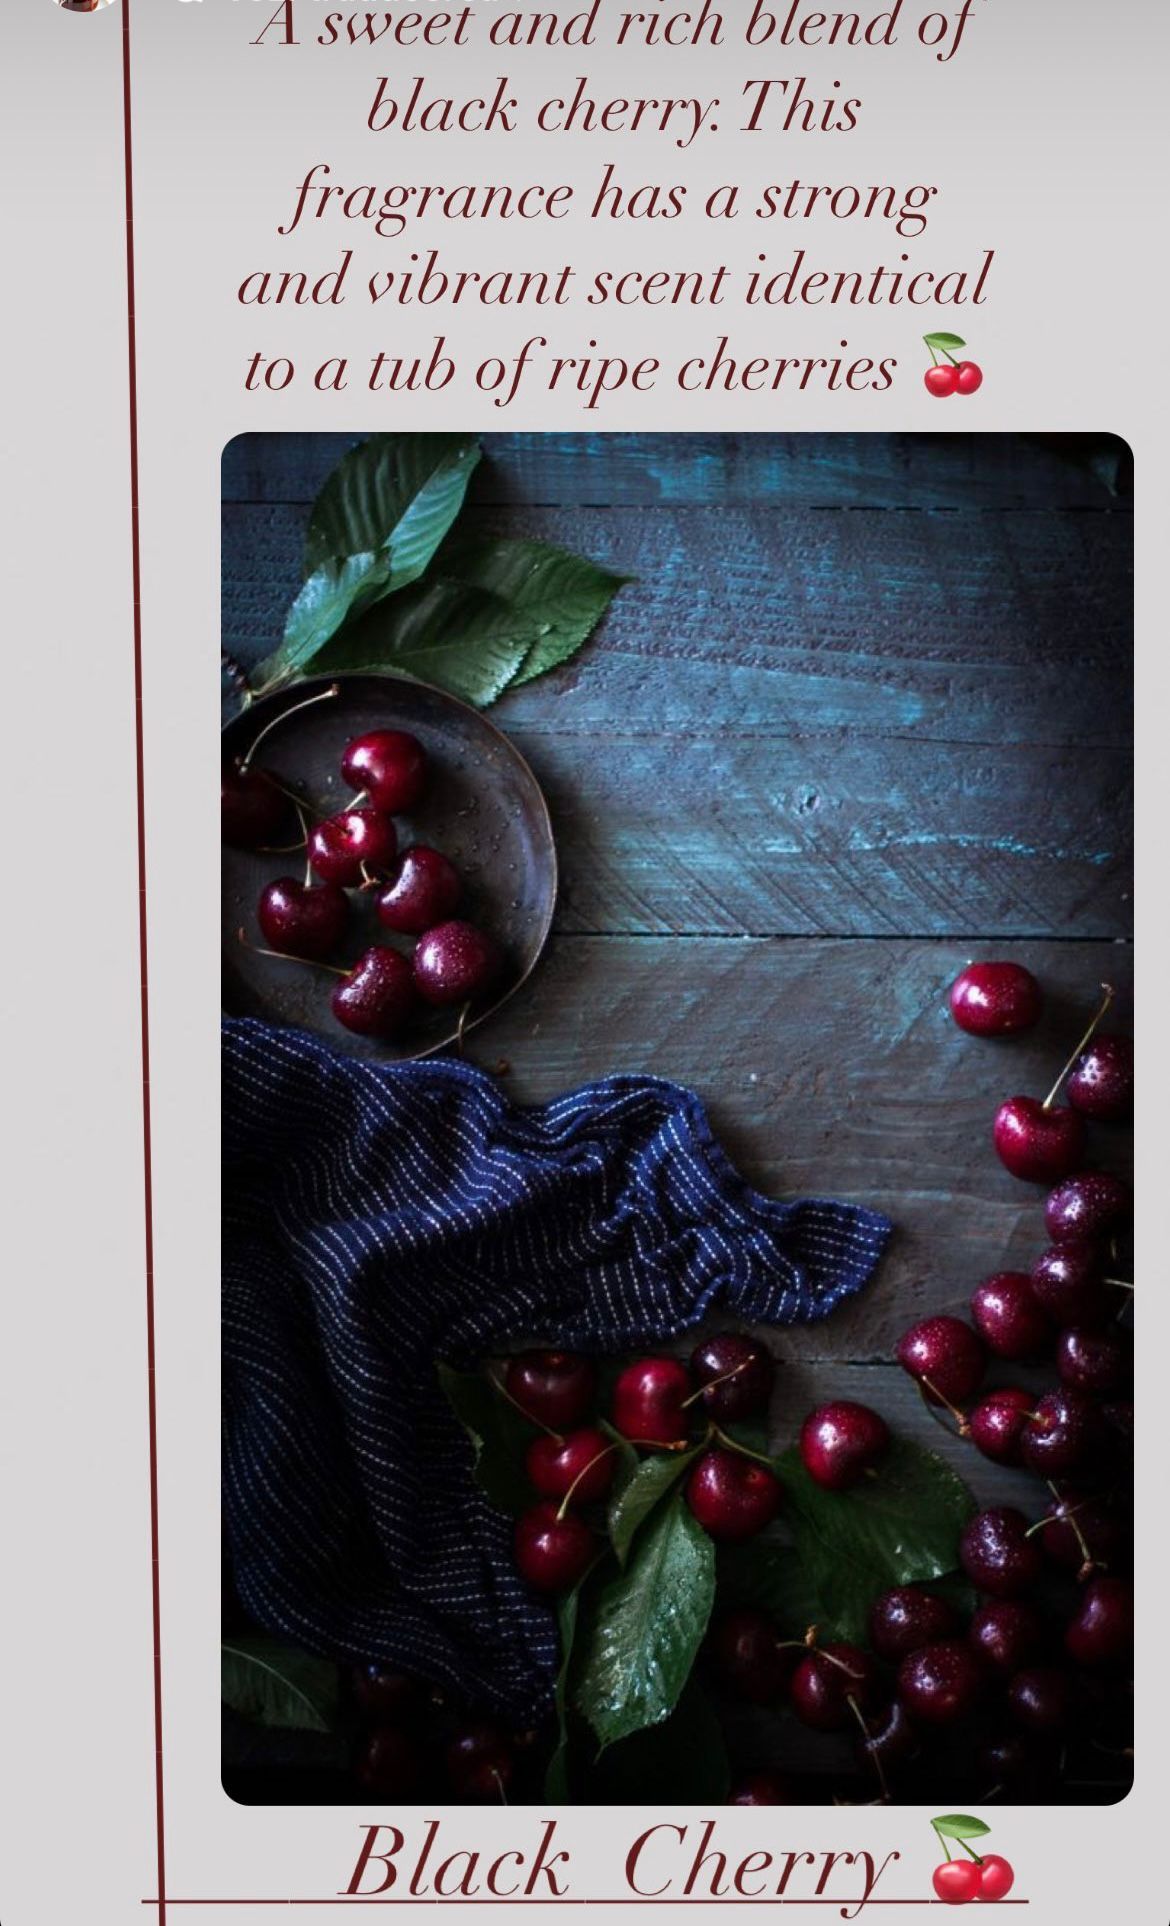 A sweet and rich blend of
black cherry. This
fragrance has a strong
and vibrant scent identical
to a tub of ripe cherries 🍒
Black Cherry 🍒